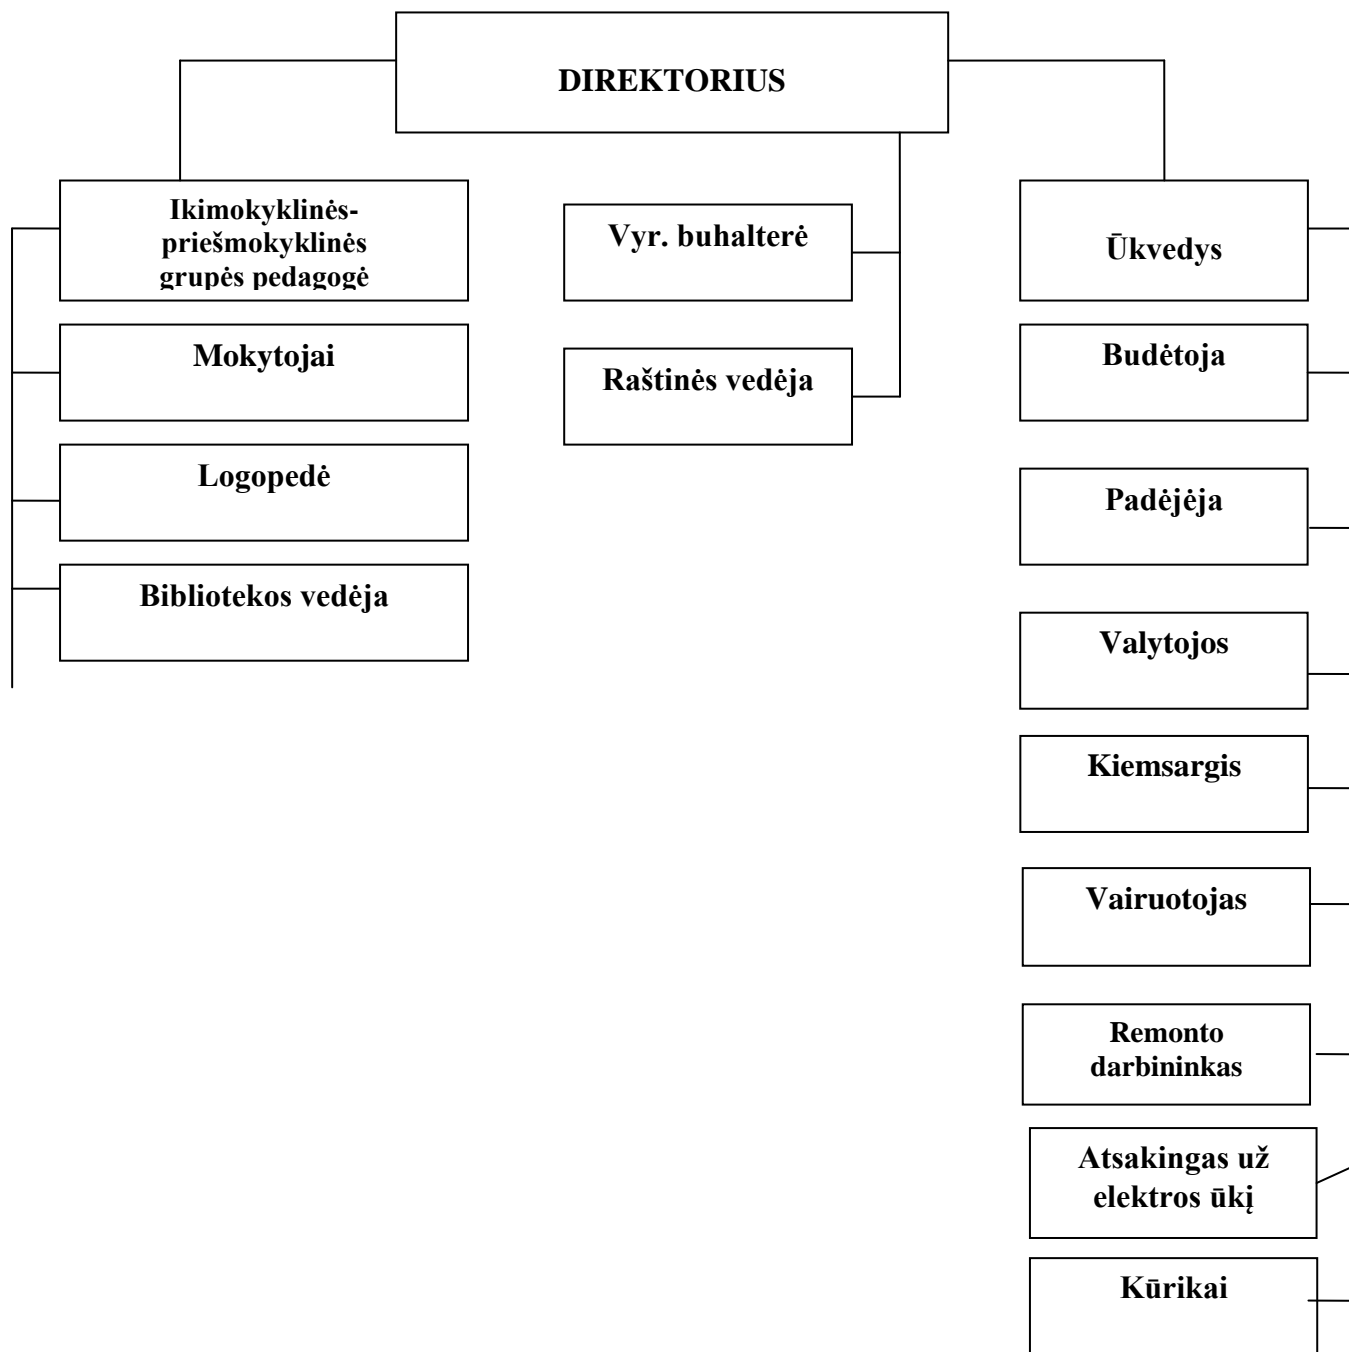 DIREKTORIUS
Ikimokyklinės-
priešmokyklinės
grupės pedagogė
Mokytojai
Logopedė
Bibliotekos vedėja
Vyr. buhalterė
Raštinės vedėja
Ūkvedys
Budėtoja
Padėjėja
Valytojos
Kiemsargis
Vairuotojas
Remonto
darbininkas
Atsakingas už
elektros ūkį
Kūrikai